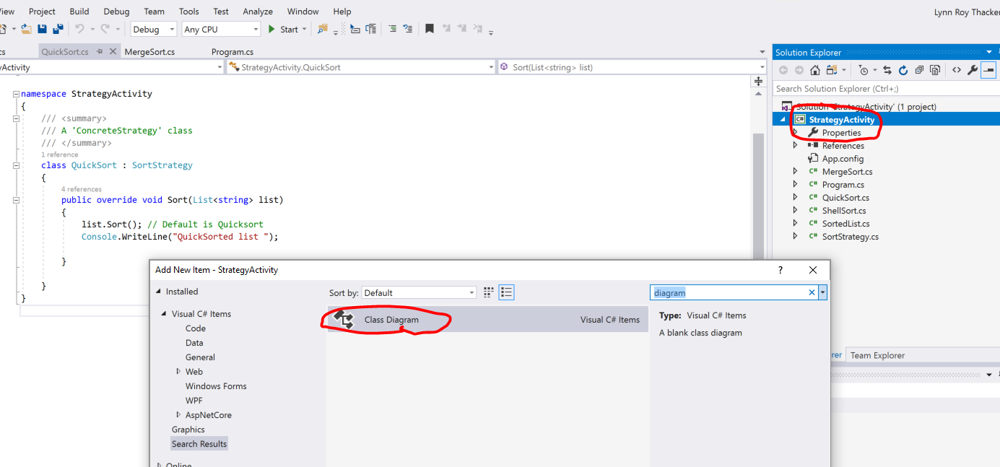 View Project Build Debug Team Tools Test Analyze Window Help
Lynn Roy Thacker
Debug Any CPU Start
cs QuickSort.cs MergeSort.cs Program.cs
yActivity StrategyActivity.QuickSort Sort(List<string> list)
namespace StrategyActivity
{
/// <summary>
/// A 'ConcreteStrategy' class
/// </summary>
1 reference
class QuickSort : SortStrategy
{
4 references
public override void Sort(List<string> list)
{
list.Sort(); // Default is Quicksort
Console.WriteLine("QuickSorted list ");
}
}
}
Solution Explorer
Search Solution Explorer (Ctrl+;)
Solution 'StrategyActivity' (1 project)
C# StrategyActivity
Properties
References
App.config
C# MergeSort.cs
C# Program.cs
C# QuickSort.cs
C# ShellSort.cs
C# SortedList.cs
C# SortStrategy.cs
rer Team Explorer
Add New Item - StrategyActivity
?
Installed
Visual C# Items
Code
Data
General
Web
Windows Forms
WPF
AspNetCore
Graphics
Search Results
Online
Sort by: Default
diagram
Class Diagram Visual C# Items
Type: Visual C# Items
A blank class diagram